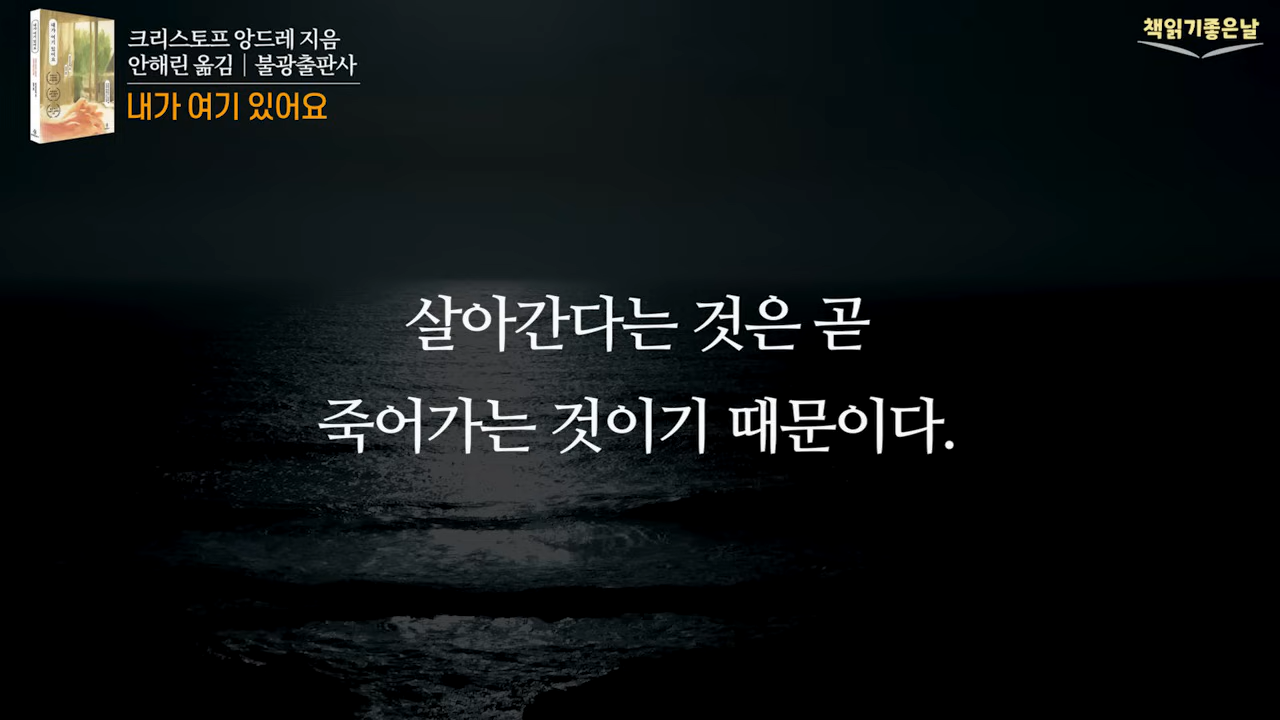 크리스토프 앙드레 지음
안해린 옮김 | 불광출판사
내가 여기 있어요
책읽기좋은날
살아간다는 것은 곧
죽어가는 것이기 때문이다.